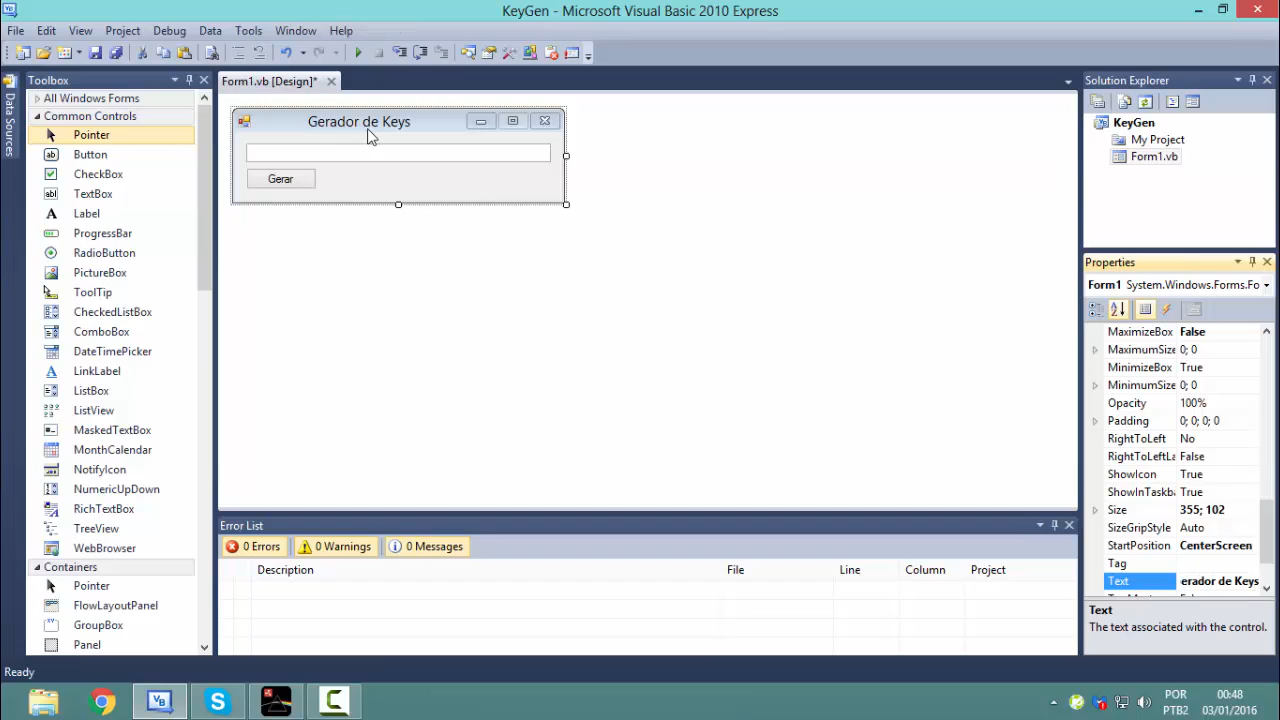 KeyGen - Microsoft Visual Basic 2010 Express
File Edit View Project Debug Data Tools Window Help
Data Sources
Toolbox
All Windows Forms
Common Controls
Pointer
Button
CheckBox
TextBox
Label
ProgressBar
RadioButton
PictureBox
ToolTip
CheckedListBox
ComboBox
DateTimePicker
LinkLabel
ListBox
ListView
MaskedTextBox
MonthCalendar
NotifyIcon
NumericUpDown
RichTextBox
TreeView
WebBrowser
Containers
Pointer
FlowLayoutPanel
GroupBox
Panel
Form1.vb [Design]*
Gerador de Keys
Gerar
Error List
0 Errors 0 Warnings 0 Messages
Description File Line Column Project
Solution Explorer
KeyGen
My Project
Form1.vb
Properties
Form1 System.Windows.Forms.Fo
MaximizeBox False
MaximumSize 0; 0
MinimizeBox True
MinimumSize 0; 0
Opacity 100%
Padding 0; 0; 0; 0
RightToLeft No
RightToLeftLa False
ShowIcon True
ShowInTaskba True
Size 355; 102
SizeGripStyle Auto
StartPosition CenterScreen
Tag
Text erador de Keys
Text
The text associated with the control.
Ready
POR 00:48
PTB2 03/01/2016